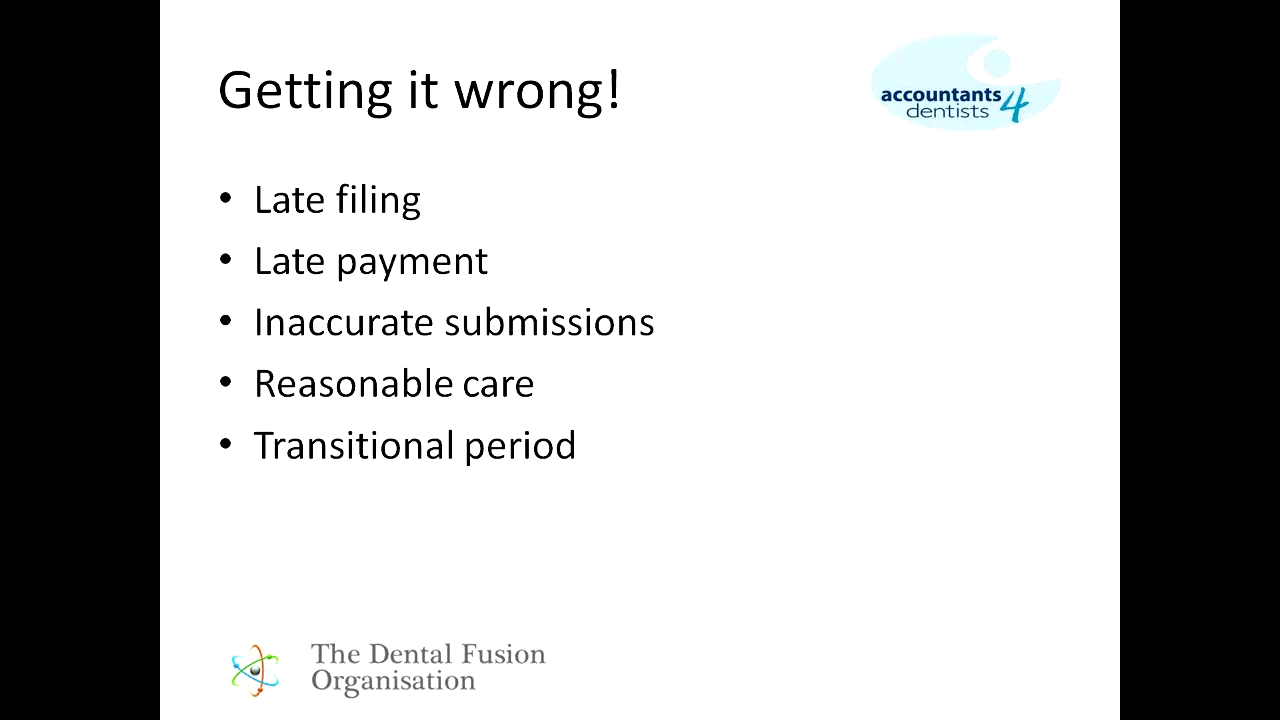 Getting it wrong!
accountants 4
dentists
• Late filing
• Late payment
• Inaccurate submissions
• Reasonable care
• Transitional period
The Dental Fusion
Organisation